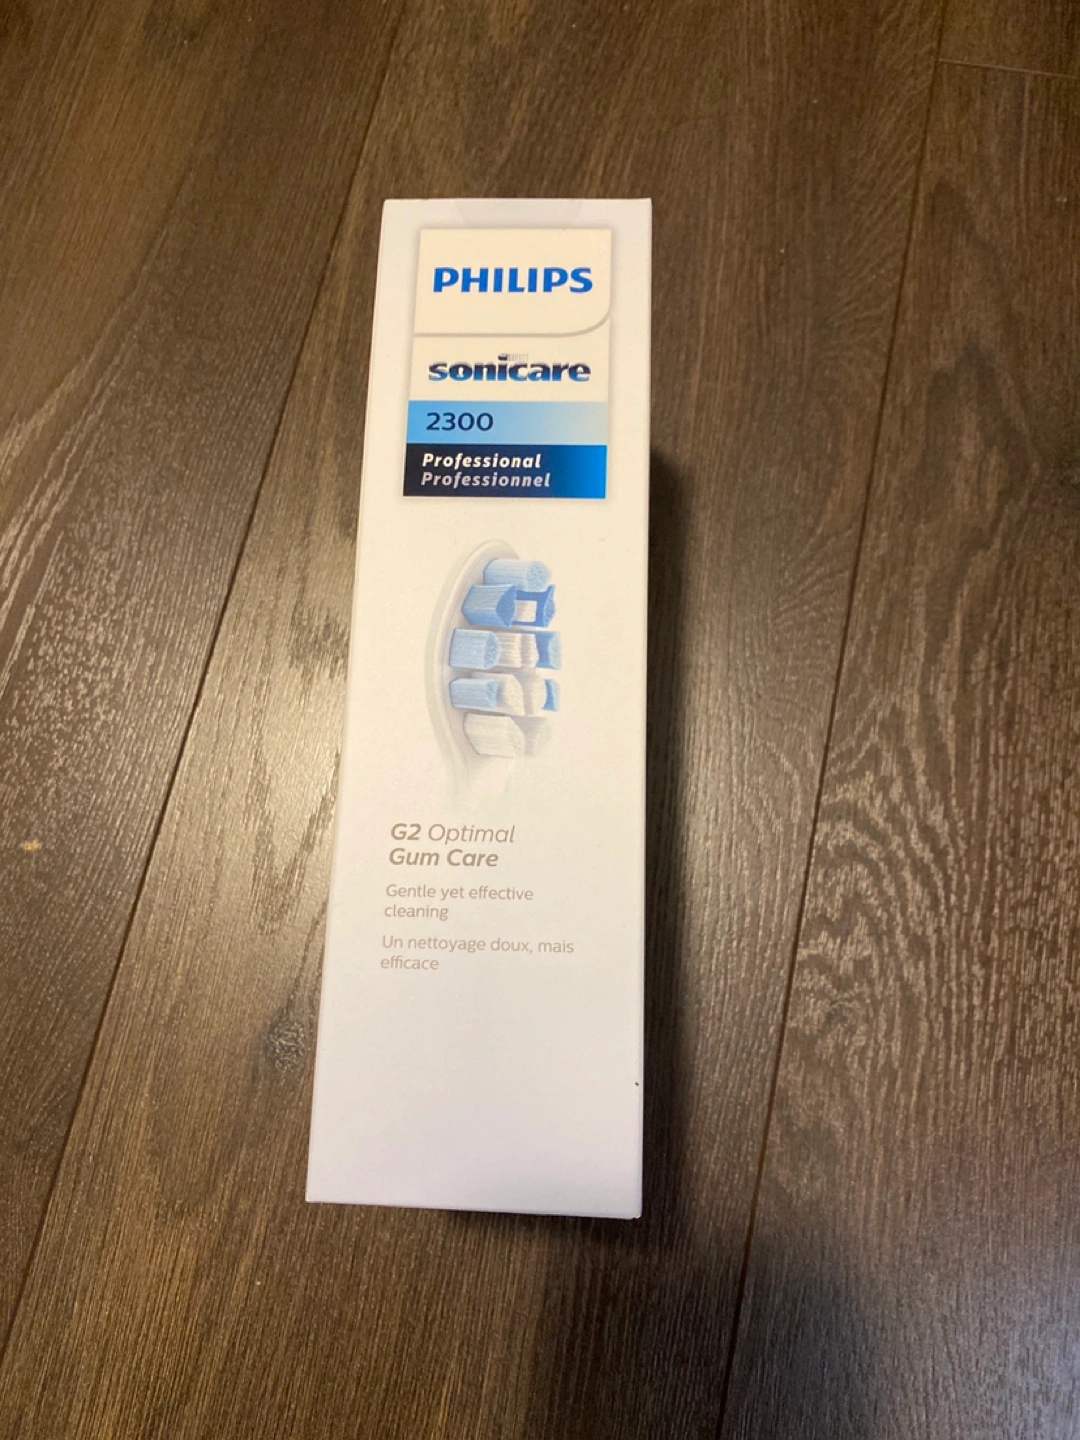 PHILIPS
sonicare
2300
Professional
Professionnel
G2 Optimal
Gum Care
Gentle yet effective
cleaning
Un nettoyage doux, mais
efficace